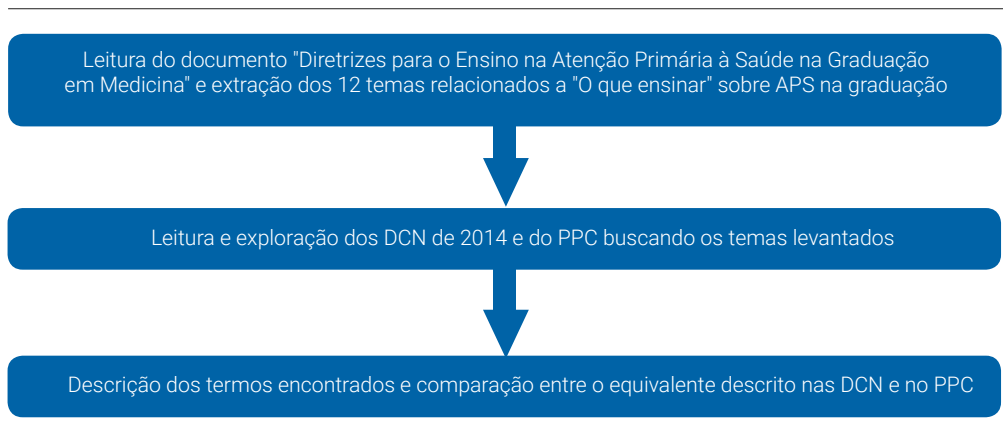 Leitura do documento "Diretrizes para o Ensino na Atenção Primária à Saúde na Graduação
em Medicina" e extração dos 12 temas relacionados a "O que ensinar" sobre APS na graduação
Leitura e exploração dos DCN de 2014 e do PPC buscando os temas levantados
Descrição dos termos encontrados e comparação entre o equivalente descrito nas DCN e no PPC